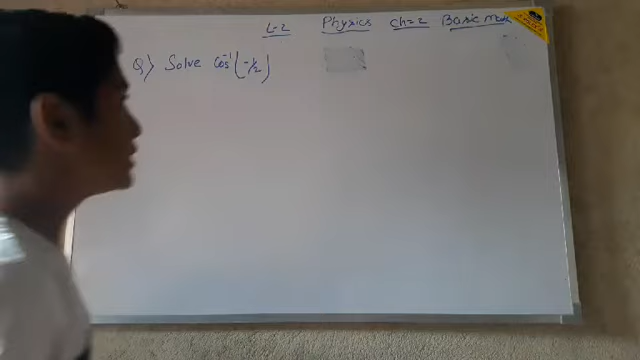 L-2 Physics Ch=2 Basic
Q) Solve cos⁻¹(-1/2)